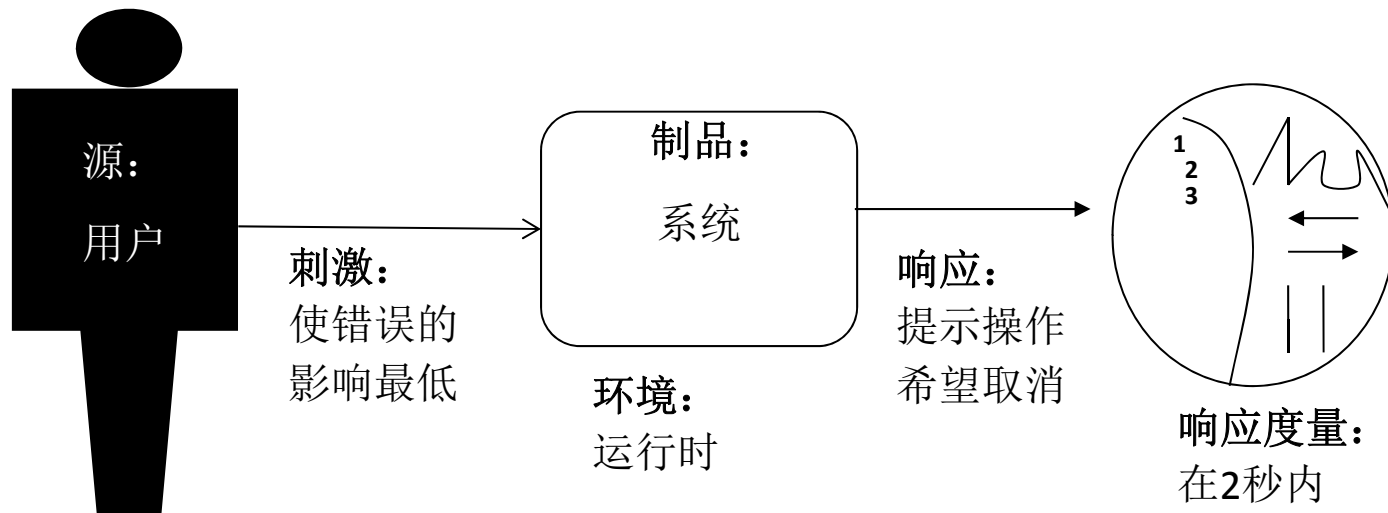 源：
用户
刺激：
使错误的
影响最低
制品：
系统
环境：
运行时
响应：
提示操作
希望取消
1
2
3
响应度量：
在2秒内